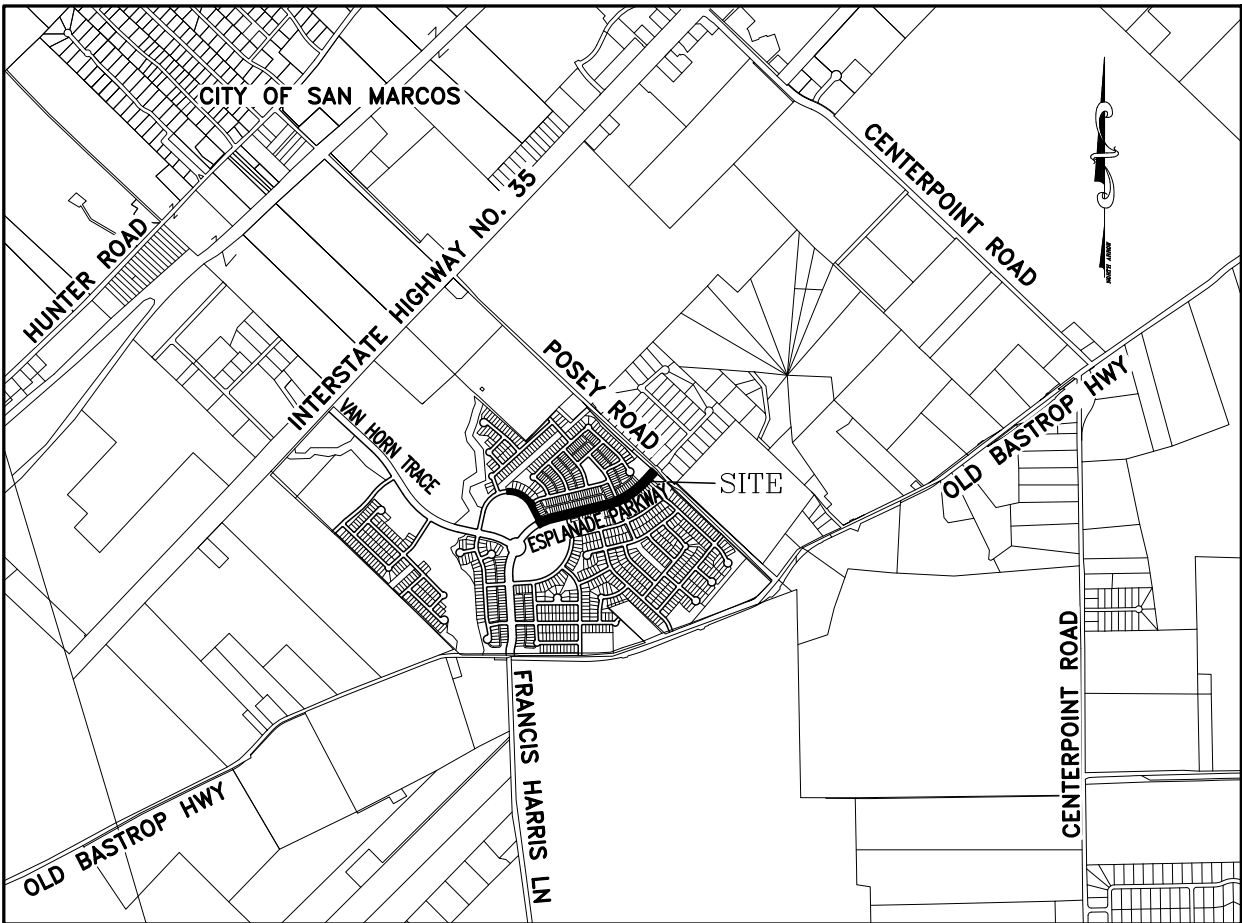 CITY OF SAN MARCOS
CENTERPOINT ROAD
HUNTER ROAD
INTERSTATE HIGHWAY NO. 35
POSEY ROAD
VAN HORN TRACE
OLD BASTROP HWY
SITE
ESPLANADE PARKWAY
CENTERPOINT ROAD
FRANCIS HARRIS LN
OLD BASTROP HWY